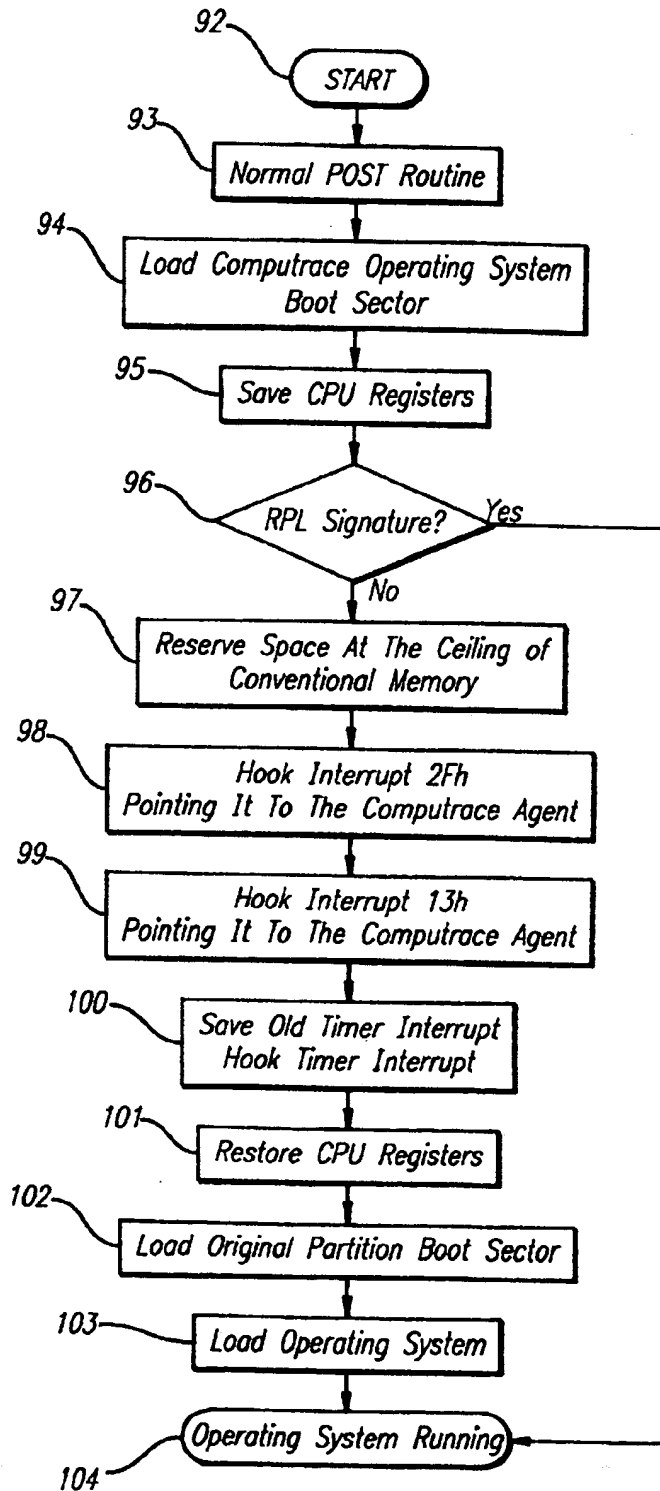 92
START
93
Normal POST Routine
94
Load Computrace Operating System
Boot Sector
95
Save CPU Registers
96
RPL Signature?
Yes
No
97
Reserve Space At The Ceiling of
Conventional Memory
98
Hook Interrupt 2Fh
Pointing It To The Computrace Agent
99
Hook Interrupt 13h
Pointing It To The Computrace Agent
100
Save Old Timer Interrupt
Hook Timer Interrupt
101
Restore CPU Registers
102
Load Original Partition Boot Sector
103
Load Operating System
Operating System Running
104